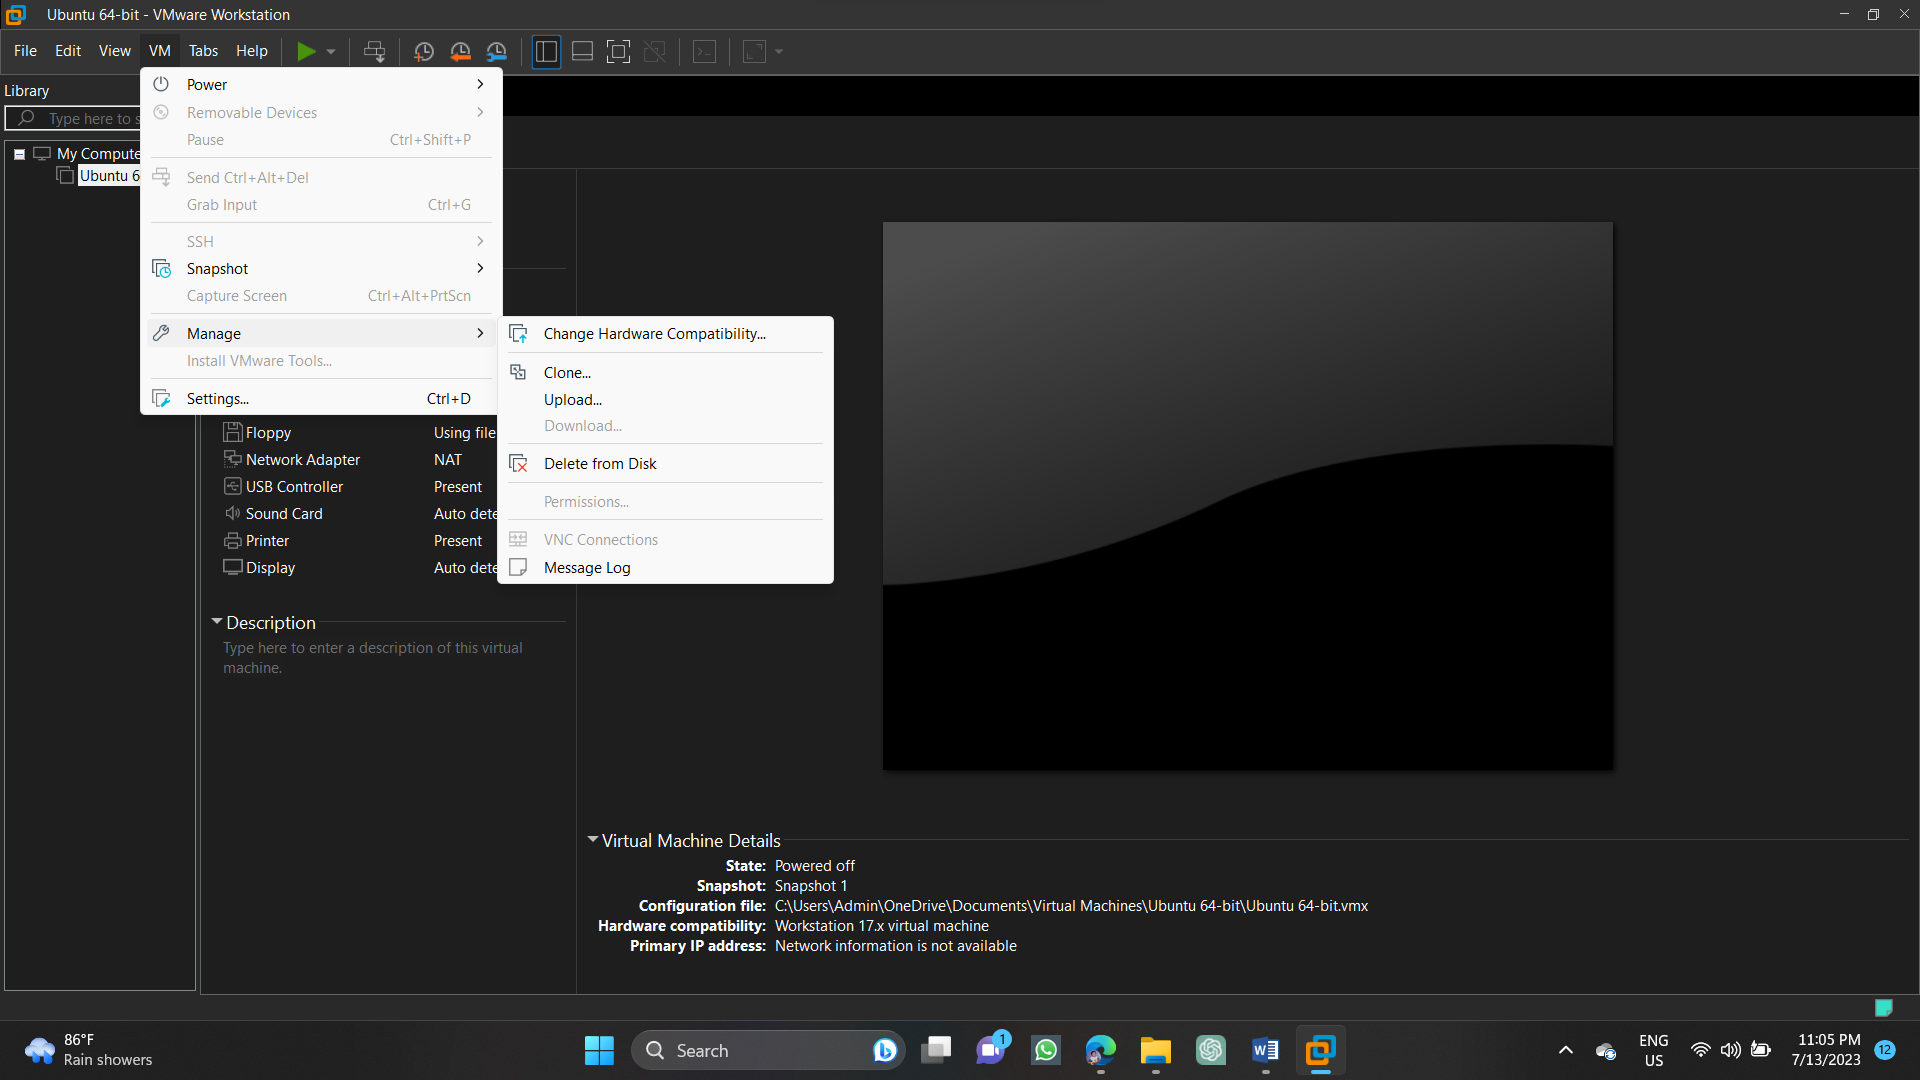 Ubuntu 64-bit - VMware Workstation
File Edit View VM Tabs Help
Library
Type here to s
My Compute
Ubuntu 6
Power
Removable Devices
Pause Ctrl+Shift+P
Send Ctrl+Alt+Del
Grab Input Ctrl+G
SSH
Snapshot
Capture Screen Ctrl+Alt+PrtScn
Manage
Install VMware Tools...
Settings... Ctrl+D
Change Hardware Compatibility...
Clone...
Upload...
Download...
Delete from Disk
Permissions...
VNC Connections
Message Log
Floppy Using file
Network Adapter NAT
USB Controller Present
Sound Card Auto dete
Printer Present
Display Auto dete
Description
Type here to enter a description of this virtual
machine.
Virtual Machine Details
State: Powered off
Snapshot: Snapshot 1
Configuration file: C:\Users\Admin\OneDrive\Documents\Virtual Machines\Ubuntu 64-bit\Ubuntu 64-bit.vmx
Hardware compatibility: Workstation 17.x virtual machine
Primary IP address: Network information is not available
86°F
Rain showers
Search
1
ENG
US
11:05 PM
7/13/2023
12